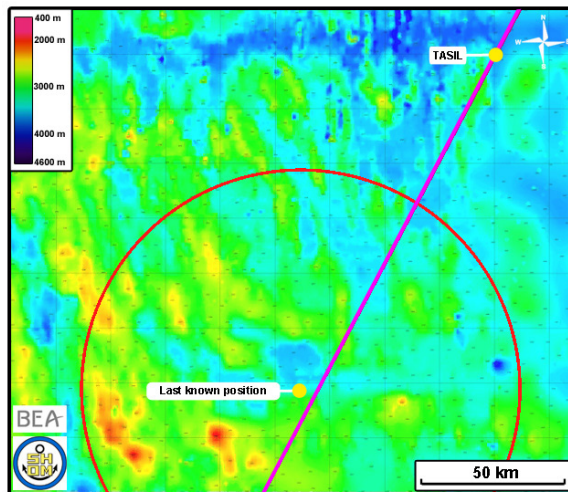 400 m
2000 m
3000 m
4000 m
4600 m
TASIL
N
W
E
S
Last known position
BEA
SH
OM
50 km